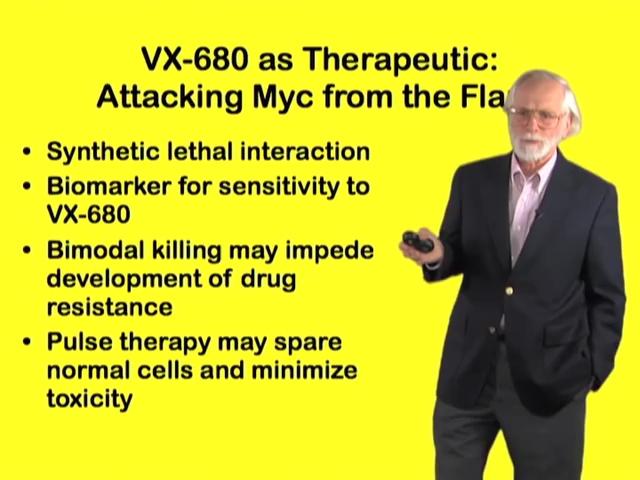 VX-680 as Therapeutic:
Attacking Myc from the
• Synthetic lethal interaction
• Biomarker for sensitivity to
VX-680
• Bimodal killing may impede
development of drug
resistance
• Pulse therapy may spare
normal cells and minimize
toxicity